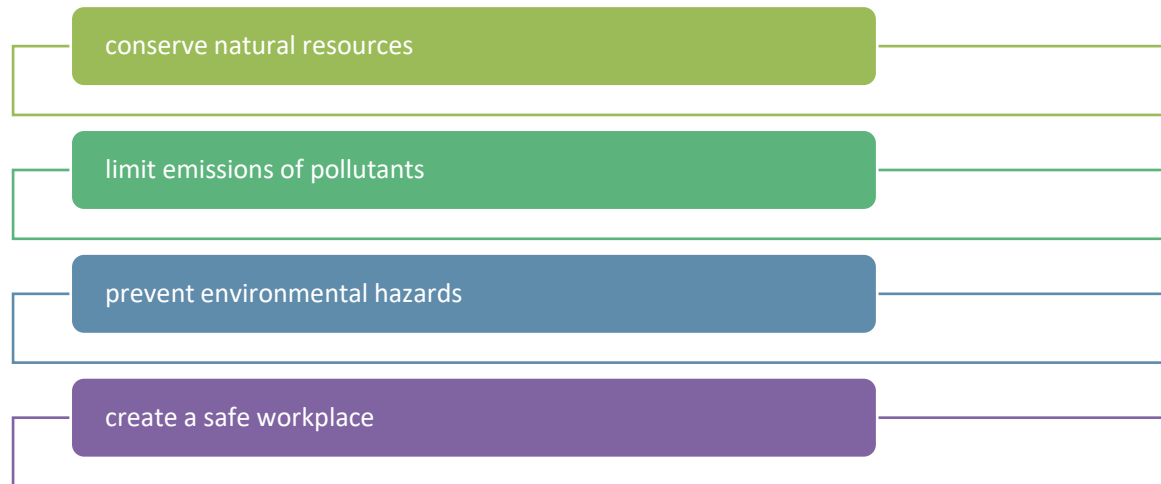 conserve natural resources
limit emissions of pollutants
prevent environmental hazards
create a safe workplace